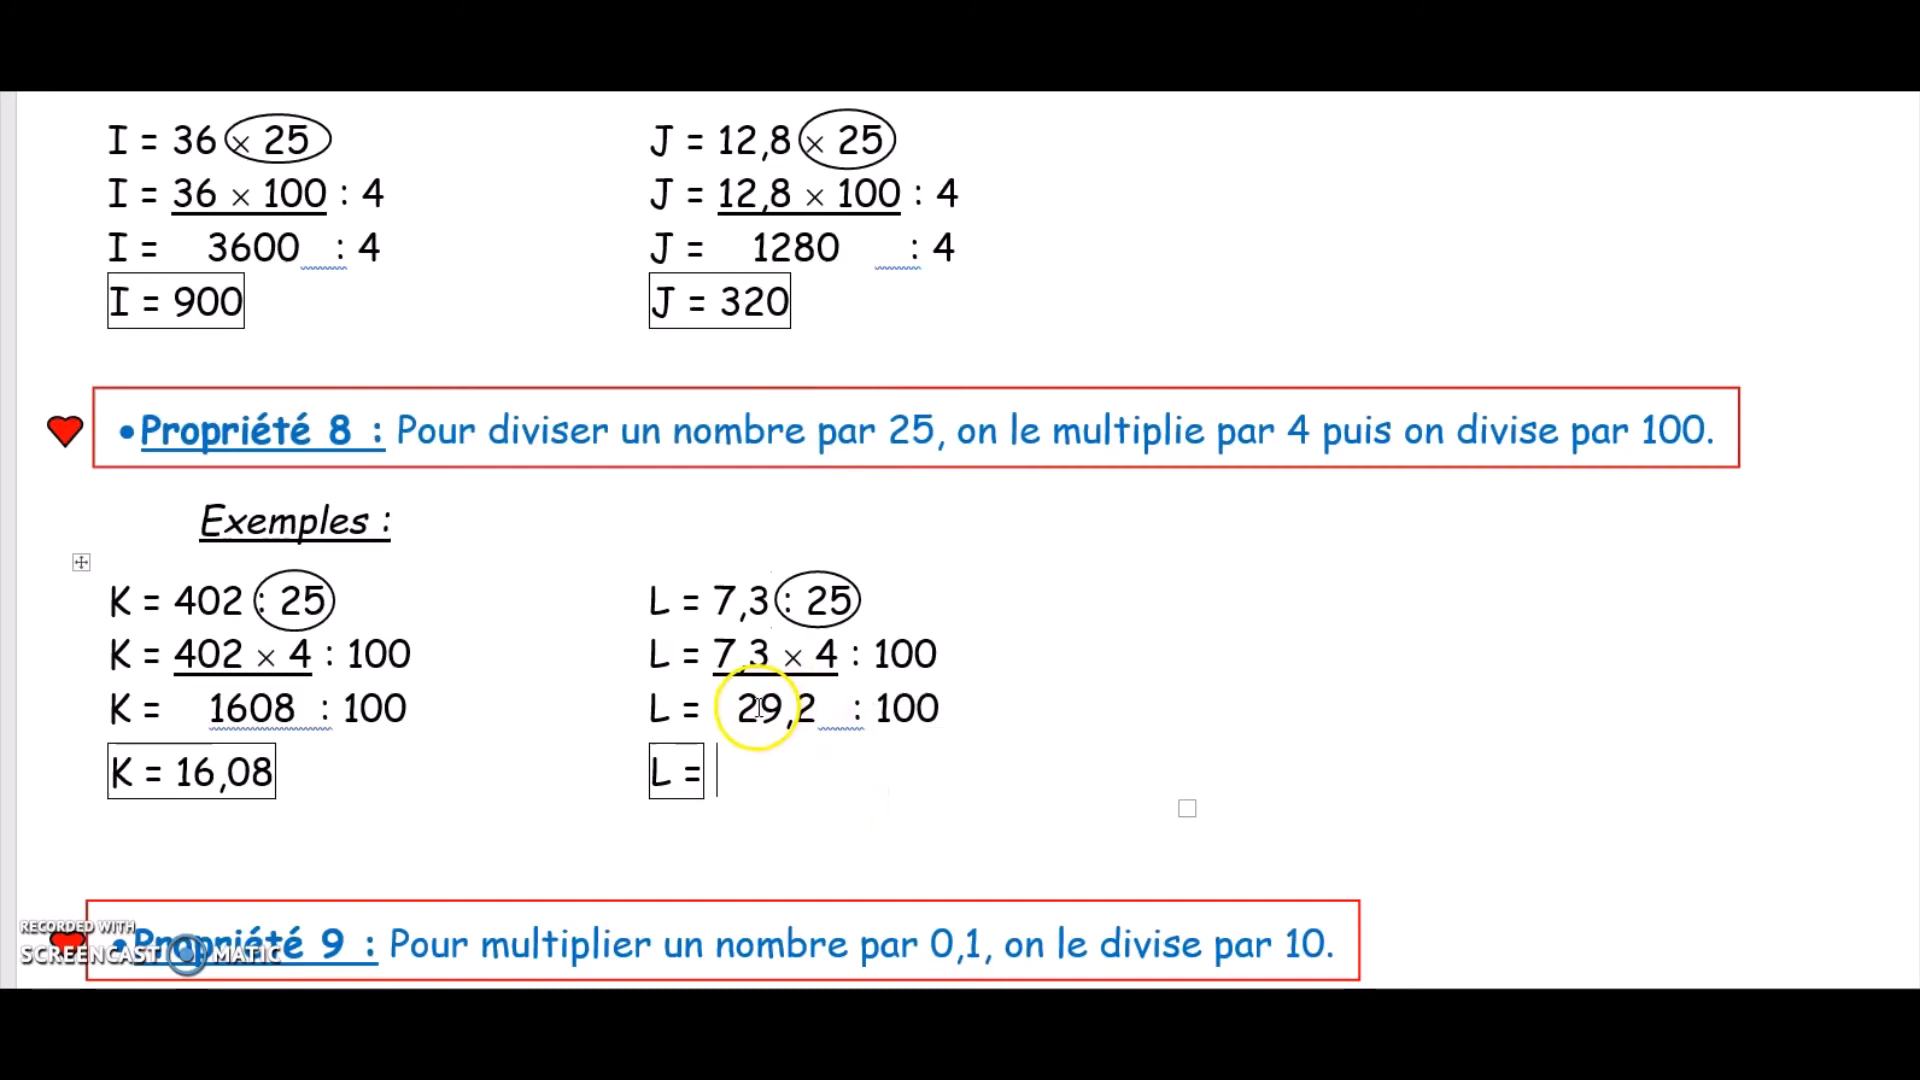 I = 36 × 25
J = 12,8 × 25
I = 36 × 100 : 4
J = 12,8 × 100 : 4
I = 3600 : 4
J = 1280 : 4
I = 900
J = 320
•Propriété 8 : Pour diviser un nombre par 25, on le multiplie par 4 puis on divise par 100.
Exemples :
K = 402 : 25
L = 7,3 : 25
K = 402 × 4 : 100
L = 7,3 × 4 : 100
K = 1608 : 100
L = 29,2 : 100
K = 16,08
L =
•Propriété 9 : Pour multiplier un nombre par 0,1, on le divise par 10.
RECORDED WITH
SCREENCAST MATIC